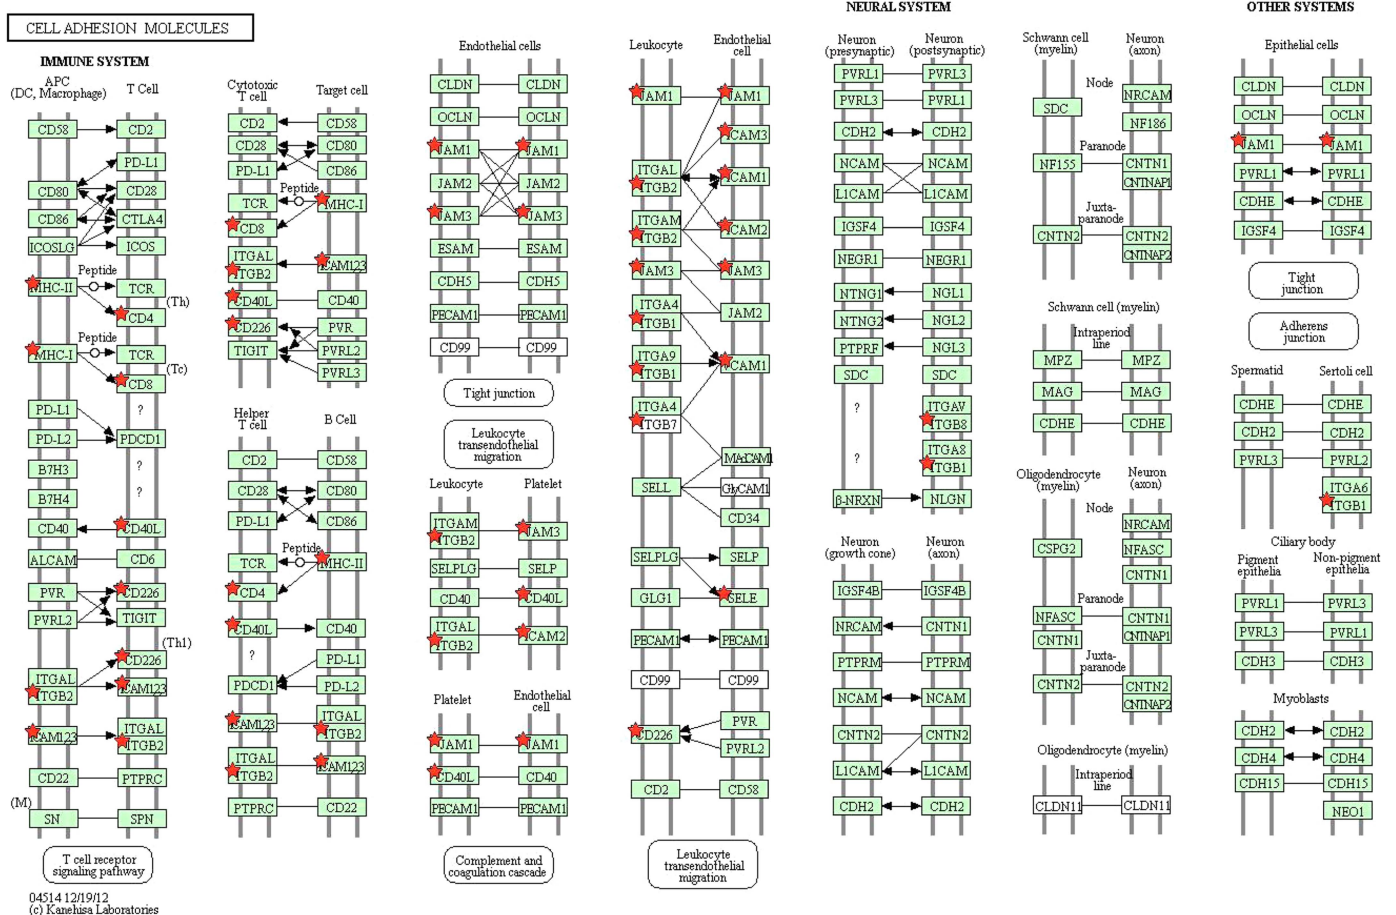 CELL ADHESION MOLECULES
IMMUNE SYSTEM
APC
(DC, Macrophage)
T Cell
CD58
CD2
PD-L1
CD80
CD28
CD86
CTLA4
ICOSLG
ICOS
MHC-II
Peptide
TCR
(Th)
CD4
MHC-I
Peptide
TCR
(Tc)
CD8
PD-L1
?
PD-L2
PDCD1
B7H3
?
B7H4
?
CD40
CD40L
ALCAM
CD6
PVR
CD226
PVRL2
TIGIT
(Th1)
CD226
ITGAL
ITGB2
ICAM123
ICAM123
ITGAL
ITGB2
CD22
PTPRC
(M)
SN
SPN
T cell receptor
signaling pathway
04514 12/19/12
(c) Kanehisa Laboratories
Cytotoxic
T cell
Target cell
CD2
CD58
CD28
CD80
PD-L1
CD86
TCR
Peptide
MHC-I
CD8
ITGAL
ITGB2
ICAM123
CD40L
CD40
CD226
PVR
TIGIT
PVRL2
PVRL3
Helper
T cell
B Cell
CD2
CD58
CD28
CD80
PD-L1
CD86
TCR
Peptide
MHC-II
CD4
CD40L
CD40
?
PD-L1
PDCD1
PD-L2
ICAM123
ITGAL
ITGB2
ITGAL
ITGB2
ICAM123
PTPRC
CD22
Endothelial cells
CLDN
CLDN
OCLN
OCLN
JAM1
JAM1
JAM2
JAM2
JAM3
JAM3
ESAM
ESAM
CDH5
CDH5
PECAM1
PECAM1
CD99
CD99
Tight junction
Leukocyte
transendothelial
migration
Leukocyte
Platelet
ITGAM
ITGB2
JAM3
SELPLG
SELP
CD40
CD40L
ITGAL
ITGB2
ICAM2
Platelet
Endothelial
cell
JAM1
JAM1
CD40L
CD40
PECAM1
PECAM1
Complement and
coagulation cascade
Leukocyte
Endothelial
cell
JAM1
JAM1
ICAM3
ITGAL
ITGB2
ICAM1
ITGAM
ITGB2
ICAM2
JAM3
JAM3
ITGA4
ITGB1
JAM2
ITGA9
ITGB1
VCAM1
ITGA4
ITGB7
MAdCAM1
SELL
GlyCAM1
CD34
SELPLG
SELP
GLG1
SELE
PECAM1
PECAM1
CD99
CD99
CD226
PVR
PVRL2
CD2
CD58
Leukocyte
transendothelial
migration
NEURAL SYSTEM
Neuron
(presynaptic)
Neuron
(postsynaptic)
PVRL1
PVRL3
PVRL3
PVRL1
CDH2
CDH2
NCAM
NCAM
L1CAM
L1CAM
IGSF4
IGSF4
NEGR1
NEGR1
NTNG1
NGL1
NTNG2
NGL2
PTPRF
NGL3
SDC
SDC
?
ITGAV
ITGB8
?
ITGA8
ITGB1
β-NRXN
NLGN
Neuron
(growth cone)
Neuron
(axon)
IGSF4B
IGSF4B
NRCAM
CNTN1
PTPRM
PTPRM
NCAM
NCAM
CNTN2
CNTN2
L1CAM
L1CAM
CDH2
CDH2
Schwann cell
(myelin)
Neuron
(axon)
Node
NRCAM
SDC
NF186
Paranode
NF155
CNTN1
CNTNAP1
Juxta-
paranode
CNTN2
CNTN2
CNTNAP2
Schwann cell (myelin)
Intraperiod
line
MPZ
MPZ
MAG
MAG
CDHE
CDHE
Oligodendrocyte
(myelin)
Neuron
(axon)
Node
NRCAM
CSPG2
NFASC
CNTN1
Paranode
NFASC
CNTN1
CNTN1
CNTNAP1
Juxta-
paranode
CNTN2
CNTN2
CNTNAP2
Oligodendrocyte (myelin)
Intraperiod
line
CLDN11
CLDN11
OTHER SYSTEMS
Epithelial cells
CLDN
CLDN
OCLN
OCLN
JAM1
JAM1
PVRL1
PVRL1
CDHE
CDHE
IGSF4
IGSF4
Tight
junction
Adherens
junction
Spermatid
Sertoli cell
CDHE
CDHE
CDH2
CDH2
PVRL3
PVRL2
ITGA6
ITGB1
Ciliary body
Pigment
epithelia
Non-pigment
epithelia
PVRL1
PVRL3
PVRL3
PVRL1
CDH3
CDH3
Myoblasts
CDH2
CDH2
CDH4
CDH4
CDH15
CDH15
NEO1